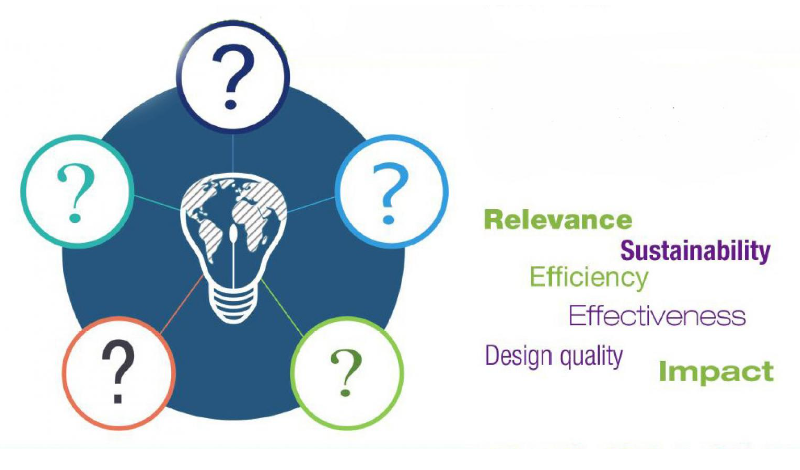 ?
?
?
?
?
Relevance
Sustainability
Efficiency
Effectiveness
Design quality
Impact